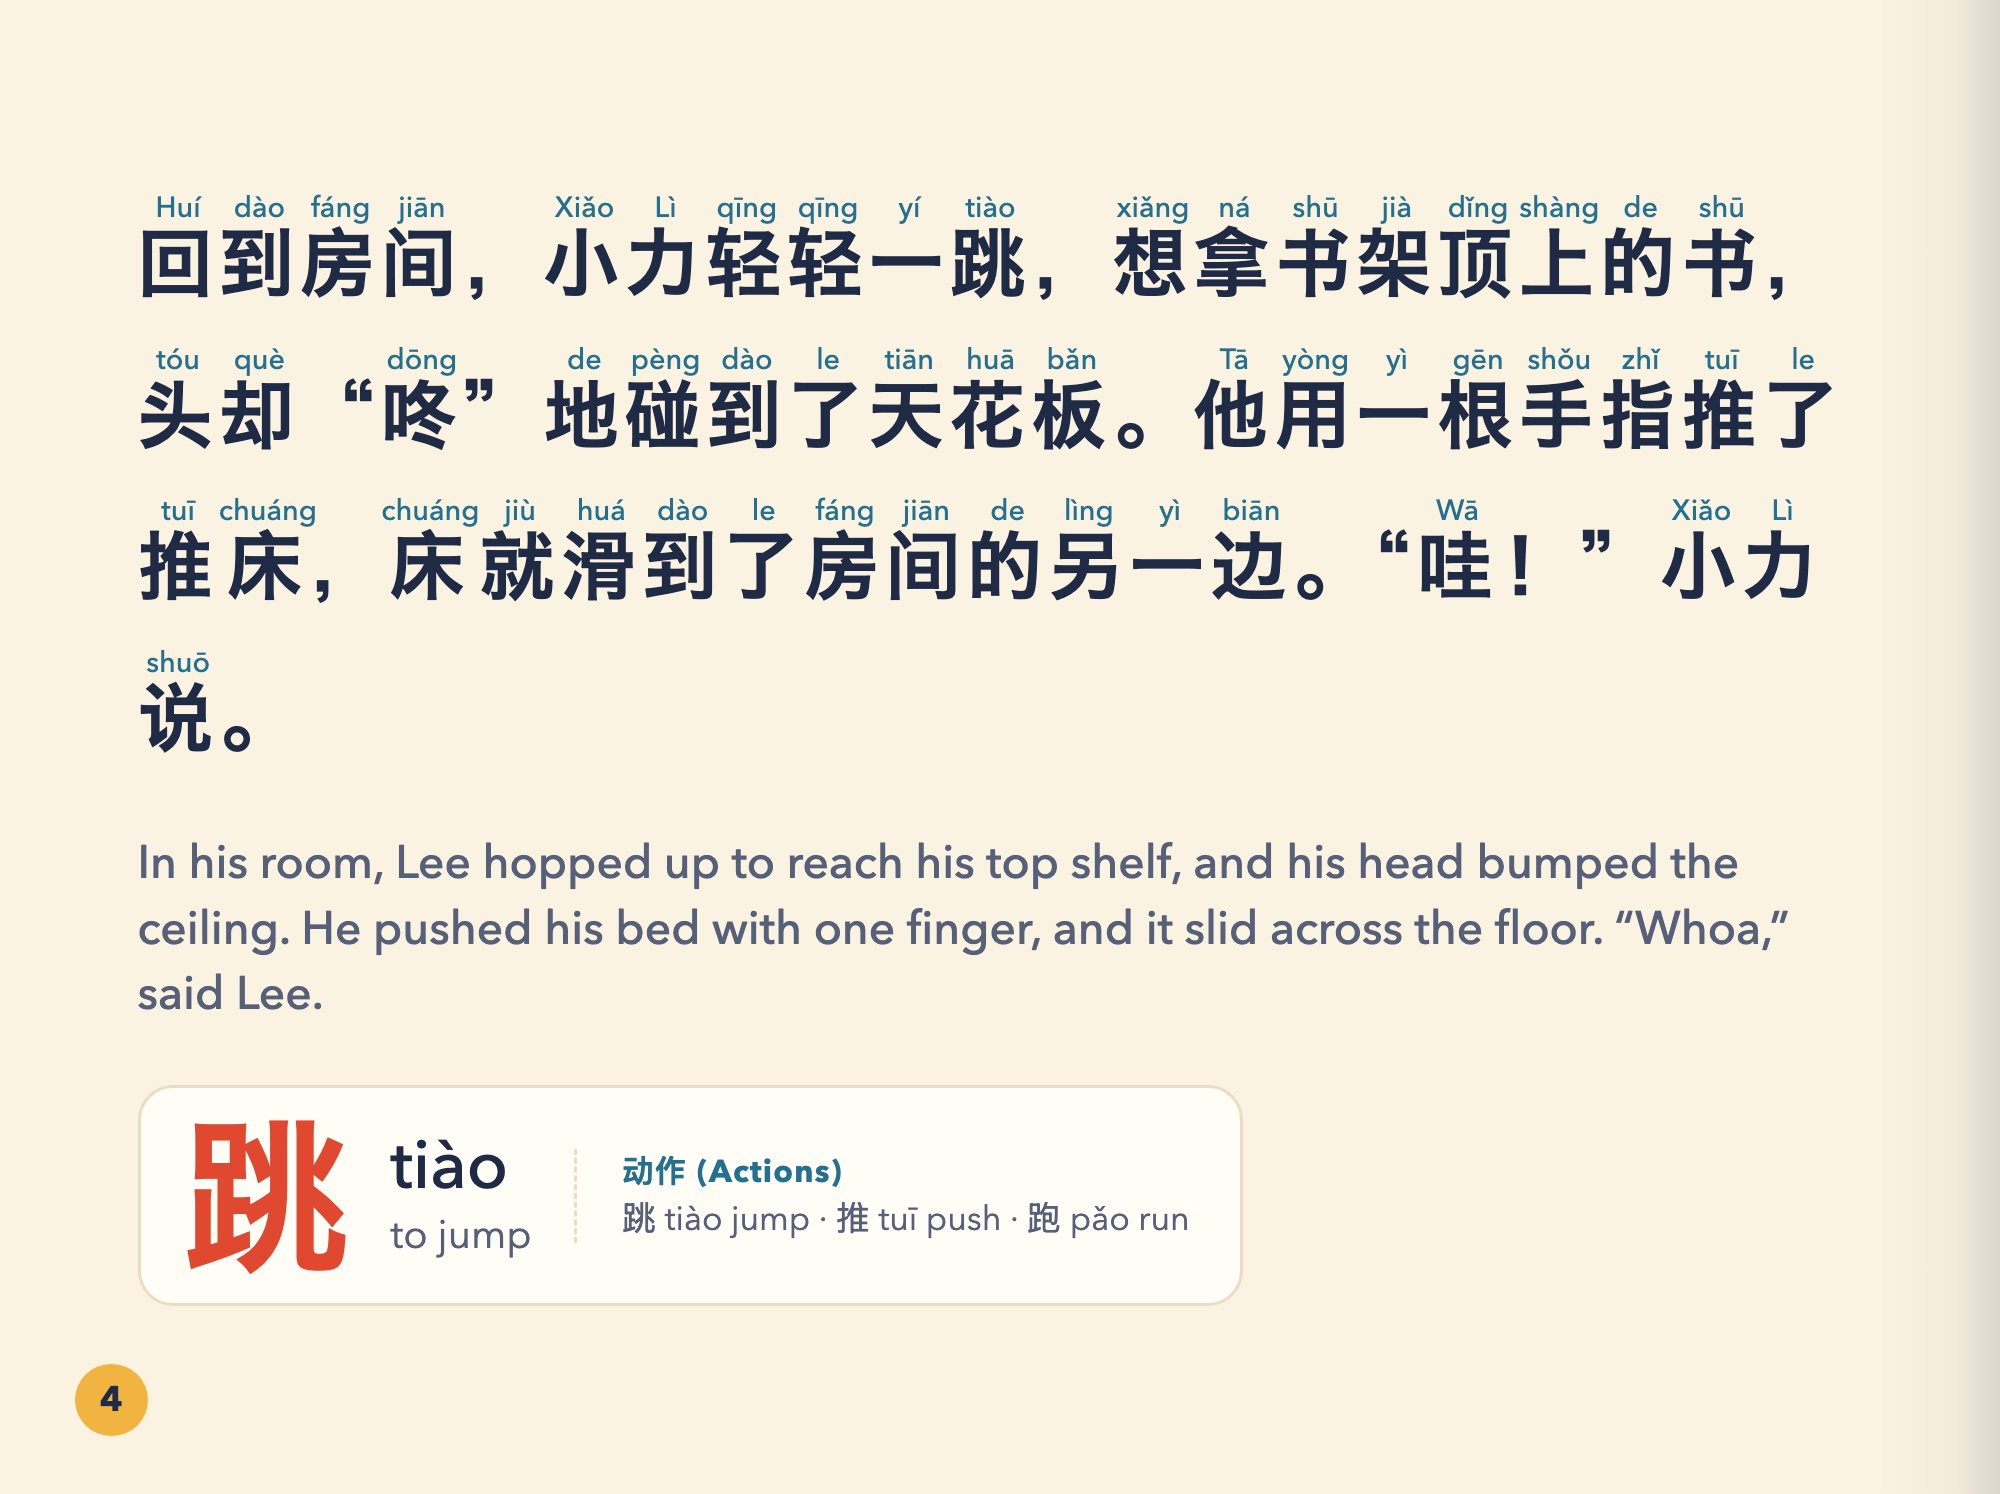 Huí dào fáng jiān Xiǎo Lì qīng qīng yí tiào xiǎng ná shū jià dǐng shàng de shū
回到房间，小力轻轻一跳，想拿书架顶上的书，
tóu què dōng de pèng dào le tiān huā bǎn Tā yòng yì gēn shǒu zhǐ tuī le
头却“咚”地碰到了天花板。他用一根手指推了
tuī chuáng chuáng jiù huá dào le fáng jiān de lìng yì biān Wā Xiǎo Lì
推床，床就滑到了房间的另一边。“哇！”小力
shuō
说。
In his room, Lee hopped up to reach his top shelf, and his head bumped the
ceiling. He pushed his bed with one finger, and it slid across the floor. “Whoa,”
said Lee.
跳
tiào
to jump
动作 (Actions)
跳 tiào jump · 推 tuī push · 跑 pǎo run
4